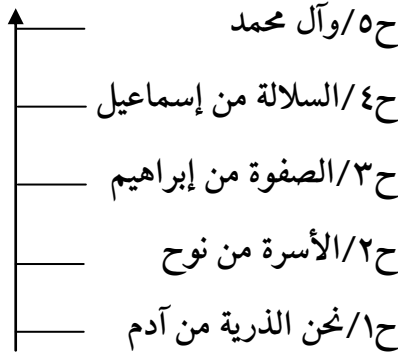 ح٥/وآل محمد
ح٤/السلالة من إسماعيل
ح٣/الصفوة من إبراهيم
ح٢/الأسرة من نوح
ح١/نحن الذرية من آدم